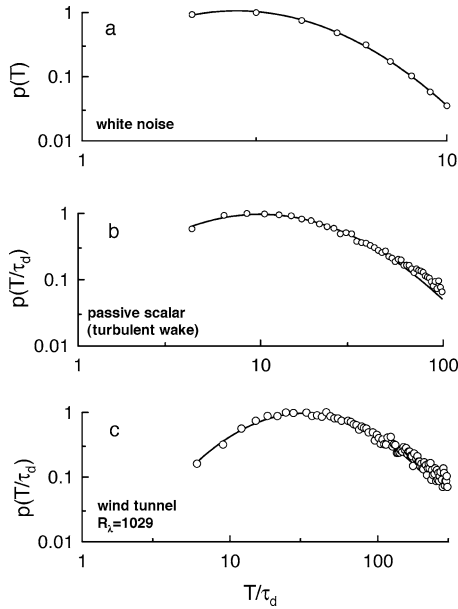 1
a
0.1
p(T)
white noise
0.01
1
10
1
b
0.1
p(T/τd)
passive scalar
(turbulent wake)
0.01
1
10
100
1
c
0.1
p(T/τd)
wind tunnel
Rλ=1029
0.01
1
10
100
T/τd